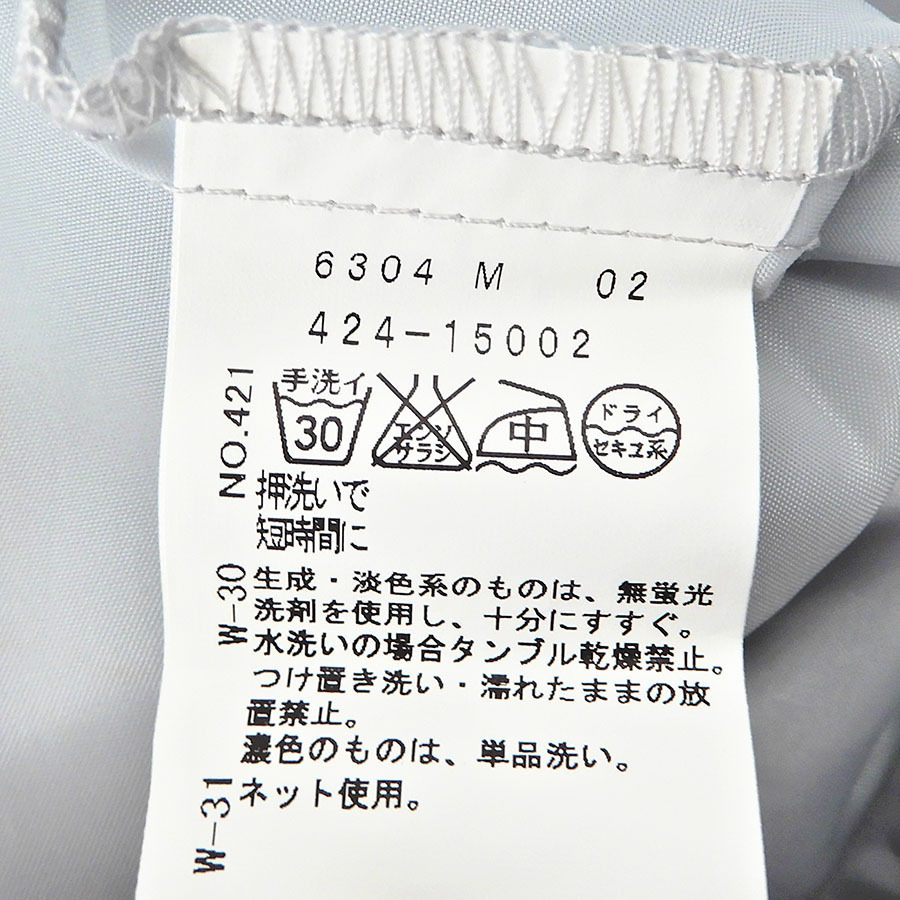 6304 M 02
424-15002
NO.421
手洗イ
30
エンソ
サラシ
中
ドライ
セキユ系
押洗いで
短時間に
W-30
生成・淡色系のものは、無蛍光
洗剤を使用し、十分にすすぐ。
水洗いの場合タンブル乾燥禁止。
つけ置き洗い・濡れたままの放
置禁止。
濃色のものは、単品洗い。
W-31
ネット使用。